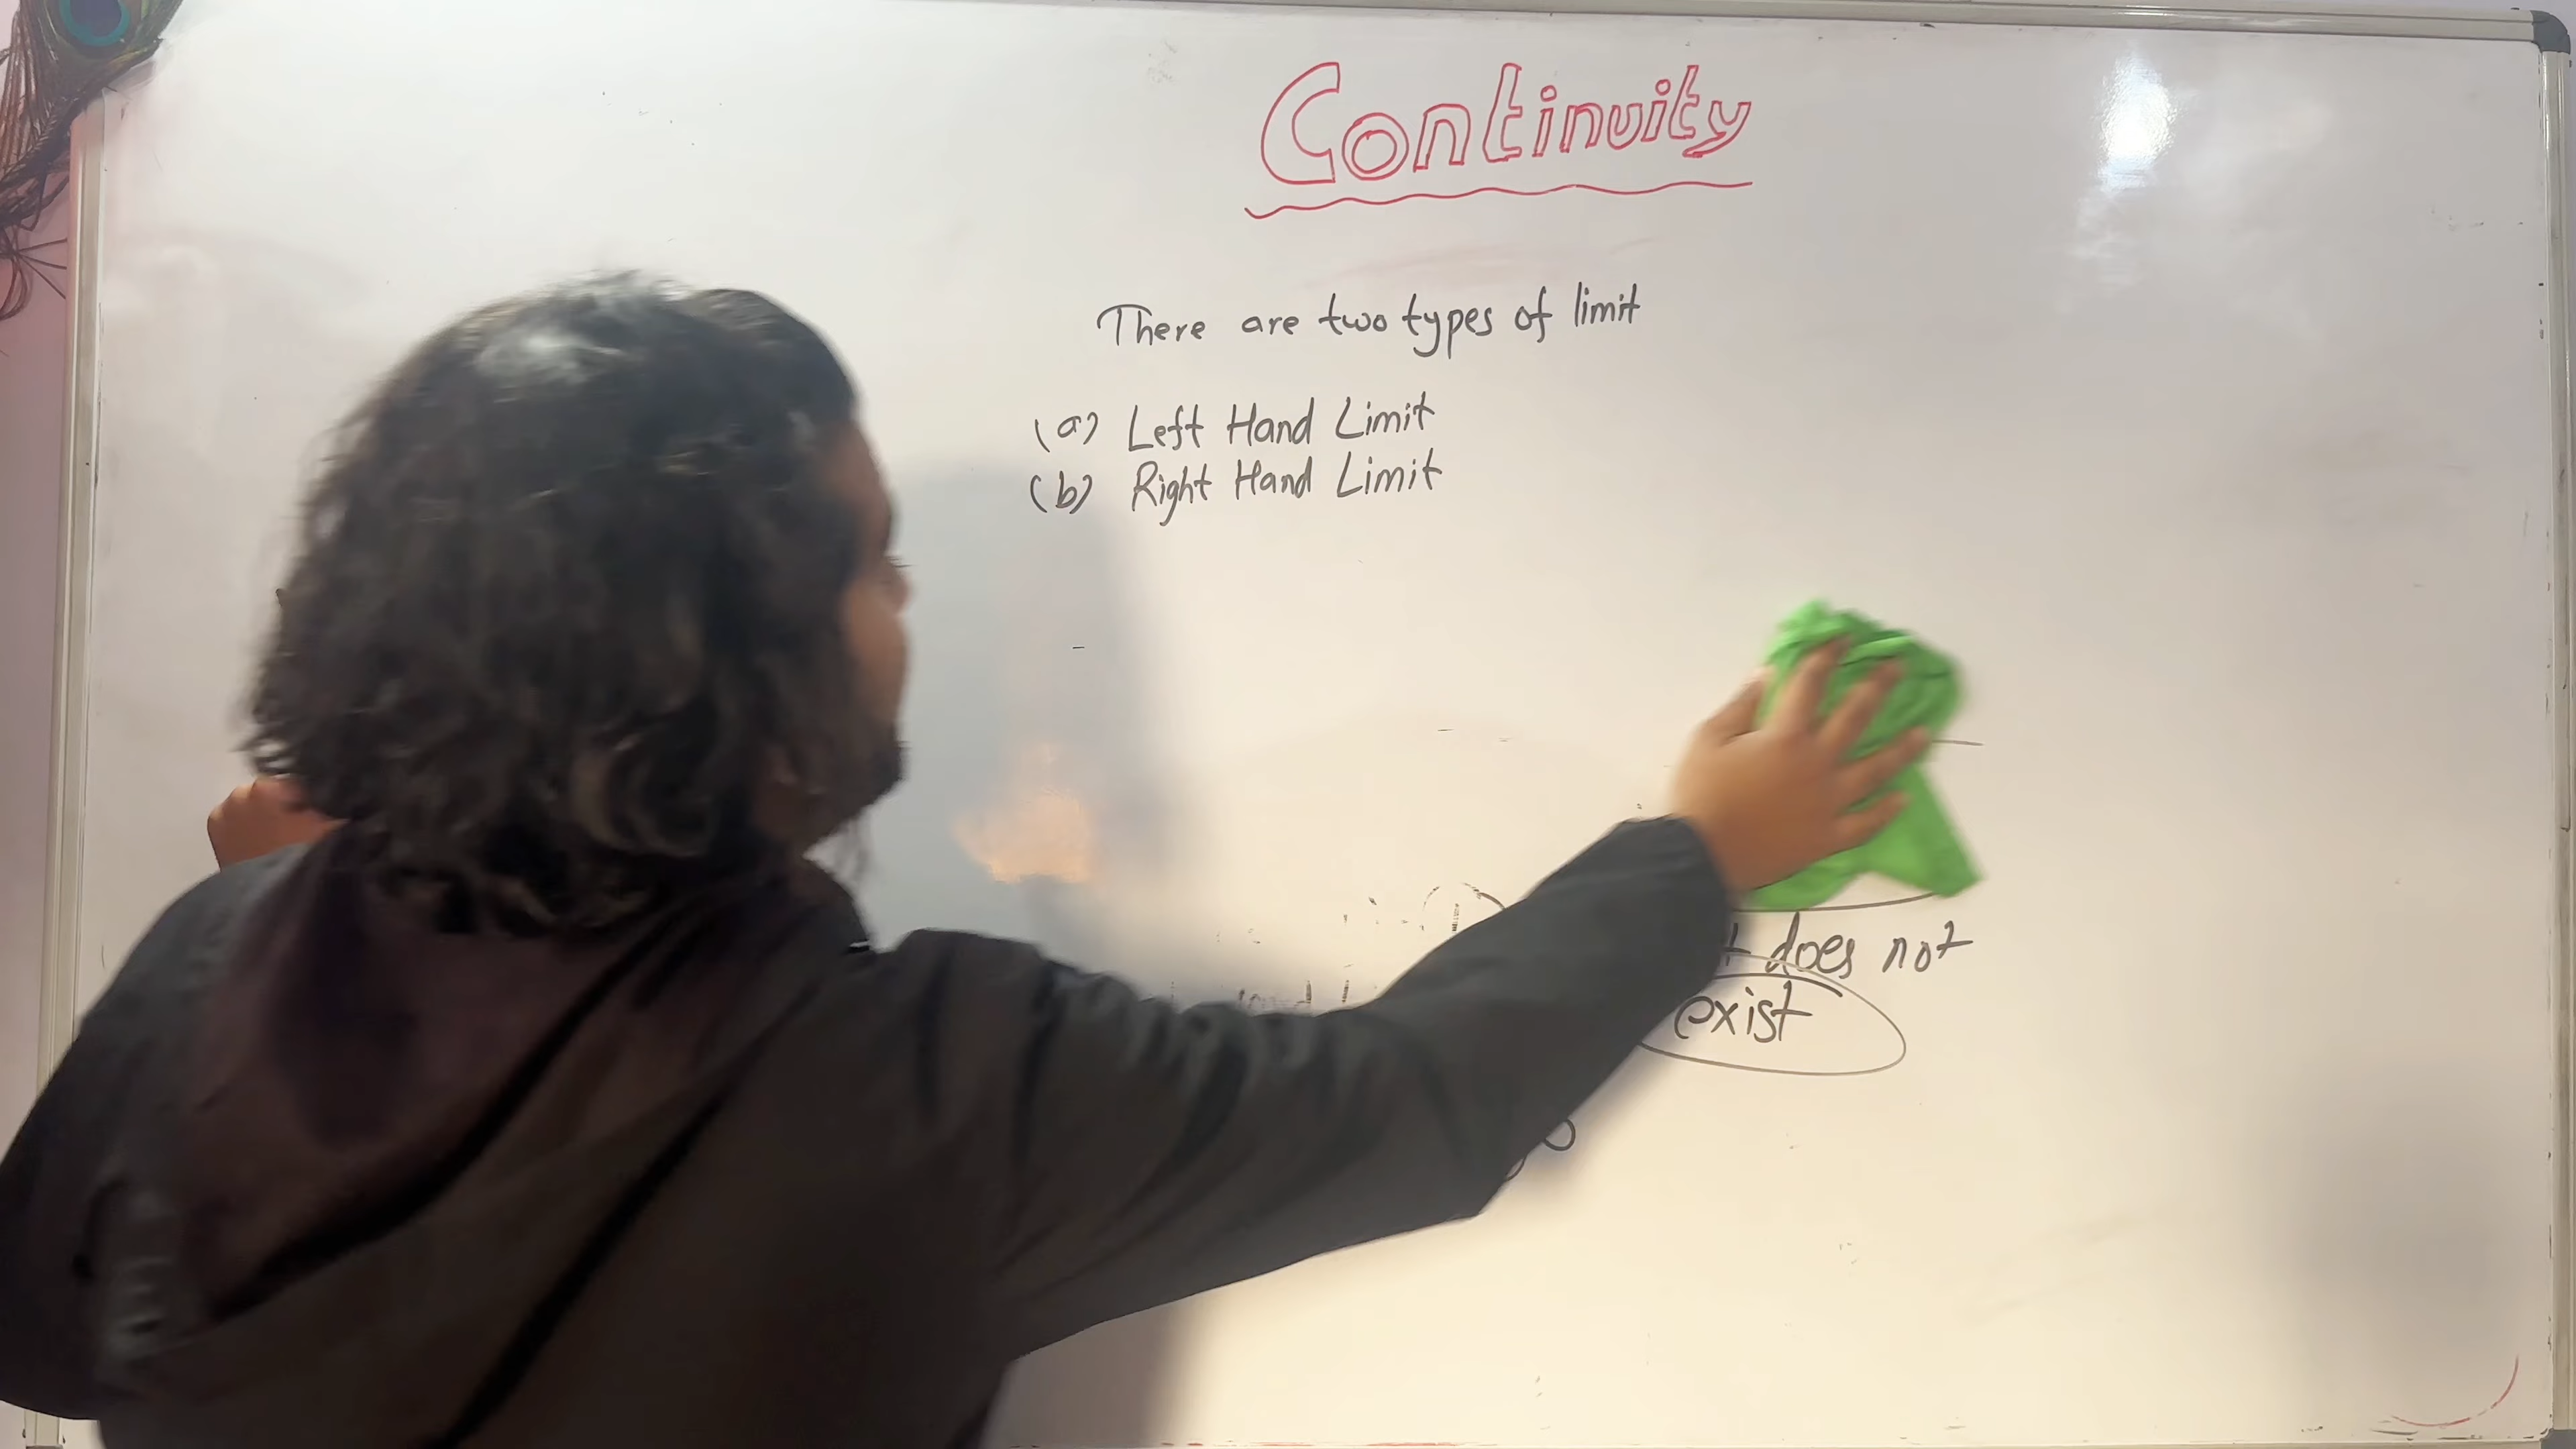 Continuity
There are two types of limit
(a) Left Hand Limit
(b) Right Hand Limit
does not
exist